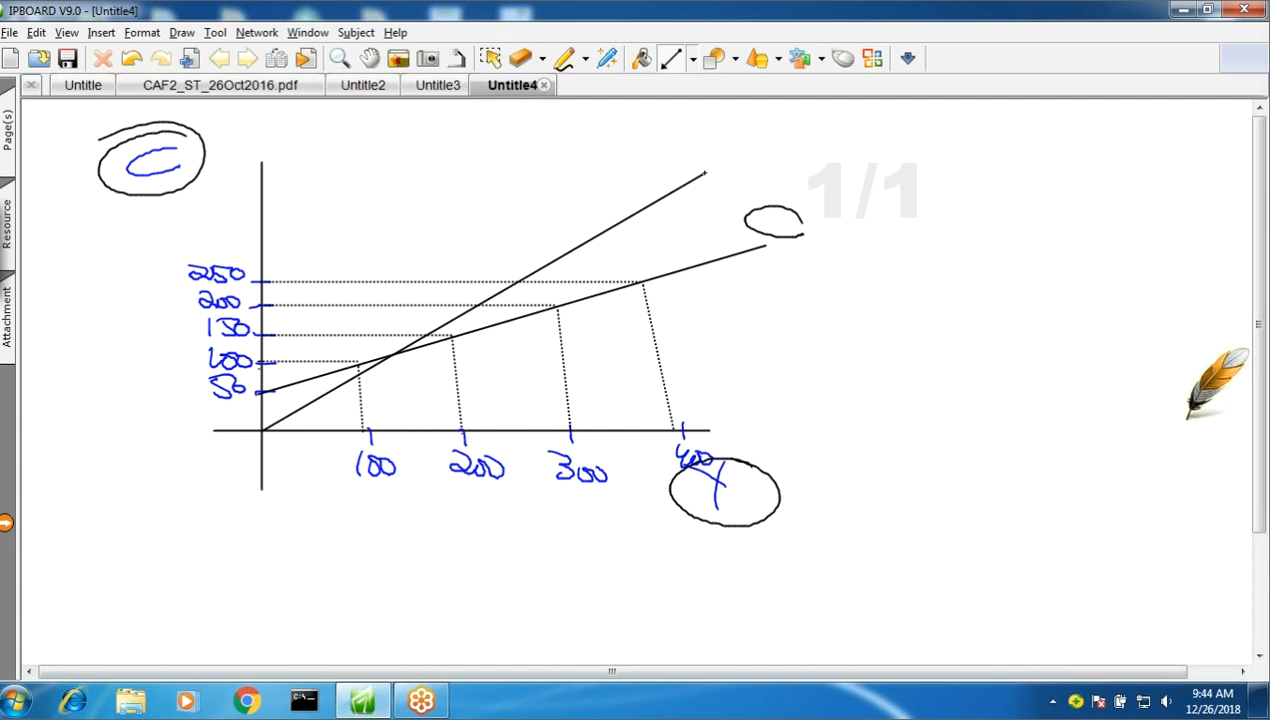 IPBOARD V9.0 - [Untitle4]
File Edit View Insert Format Draw Tool Network Window Subject Help
Untitle CAF2_ST_26Oct2016.pdf Untitle2 Untitle3 Untitle4
Page(s)
Resource
Attachment
1/1
C
250
200
150
100
50
100 200 300 400
Y
9:44 AM
12/26/2018